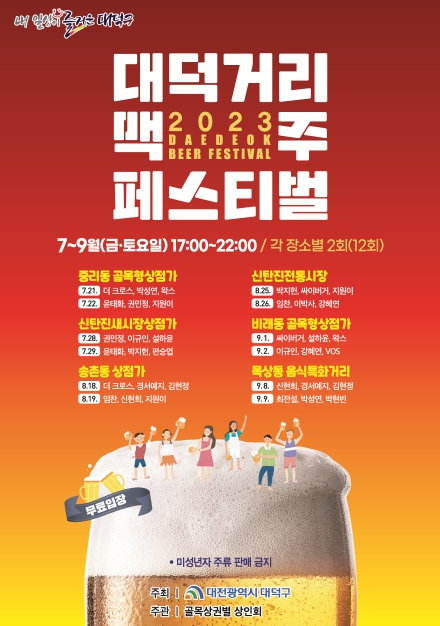 내 일상이 즐거운 대덕구
대덕거리
맥주
2023
DAEDEOK
BEER FESTIVAL
페스티벌
7~9월(금·토요일) 17:00~22:00 / 각 장소별 2회(12회)
중리동 골목형상점가
7.21. 더 크로스, 박성연, 왁스
7.22. 윤태화, 권민정, 지원이
신탄진새시장상점가
7.28. 권민정, 이규인, 설하윤
7.29. 윤태화, 박지헌, 편승엽
송촌동 상점가
8.18. 더 크로스, 경서예지, 김현정
8.19. 임찬, 신현희, 지원이
신탄진전통시장
8.25. 박지헌, 싸이버거, 지원이
8.26. 임찬, 이박사, 강혜연
비래동 골목형상점가
9.1. 싸이버거, 설하윤, 왁스
9.2. 이규인, 강혜연, VOS
목상동 음식특화거리
9.8. 신현희, 경서예지, 김현정
9.9. 최전설, 박성연, 박현빈
무료입장
• 미성년자 주류 판매 금지
주최 | 대전광역시 대덕구
주관 | 골목상권별 상인회